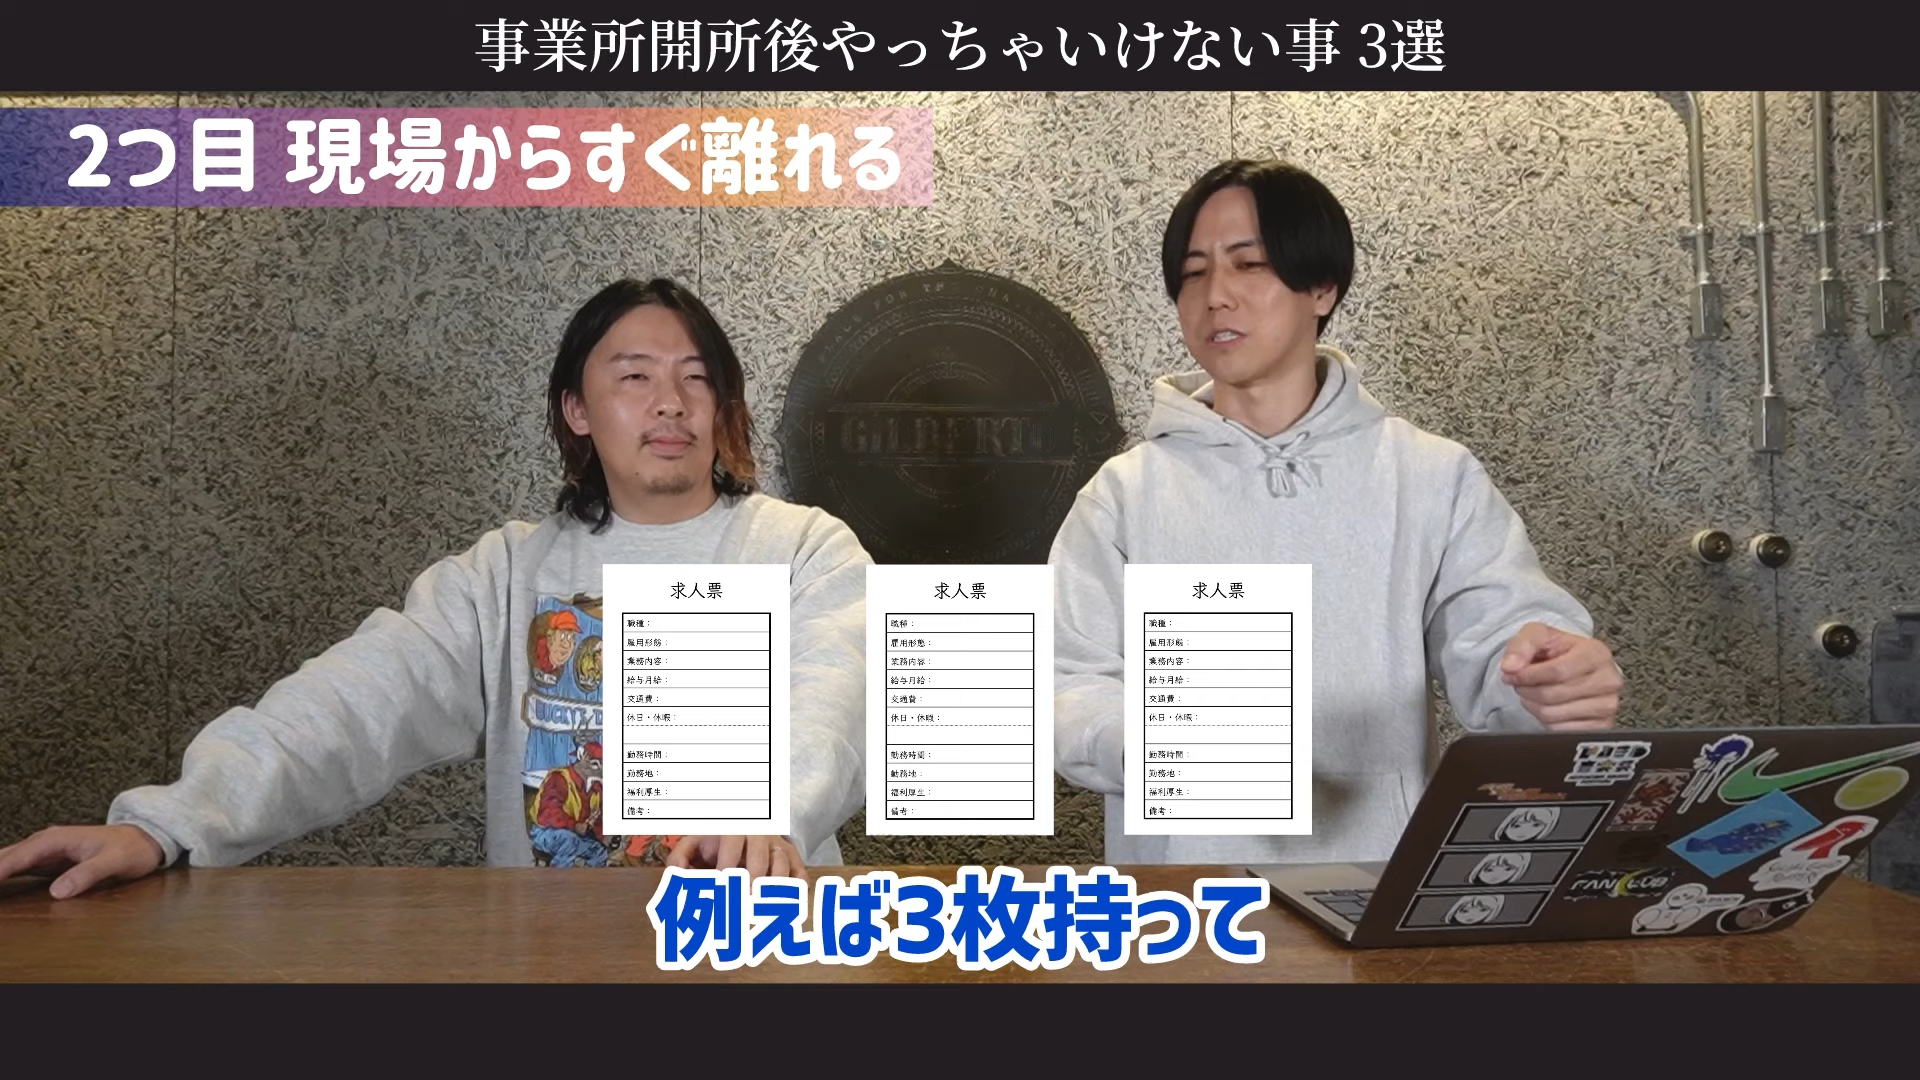 事業所開所後やっちゃいけない事 3選
2つ目 現場からすぐ離れる
GILBERTO
求人票
職種：
雇用形態：
業務内容：
給与月給：
交通費：
休日・休暇：
勤務時間：
勤務地：
福利厚生：
備考：
求人票
職種：
雇用形態：
業務内容：
給与月給：
交通費：
休日・休暇：
勤務時間：
勤務地：
福利厚生：
備考：
求人票
職種：
雇用形態：
業務内容：
給与月給：
交通費：
休日・休暇：
勤務時間：
勤務地：
福利厚生：
備考：
FANCLUB
例えば3枚持って